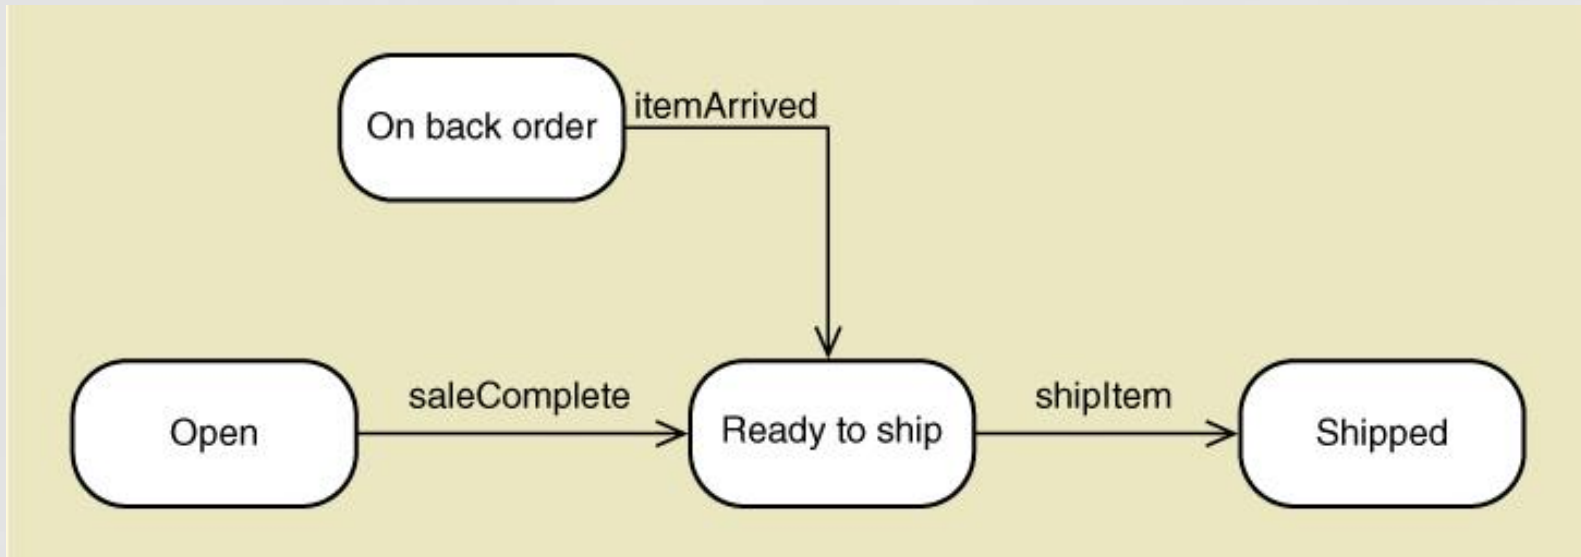 On back order
itemArrived
Open
saleComplete
Ready to ship
shipItem
Shipped